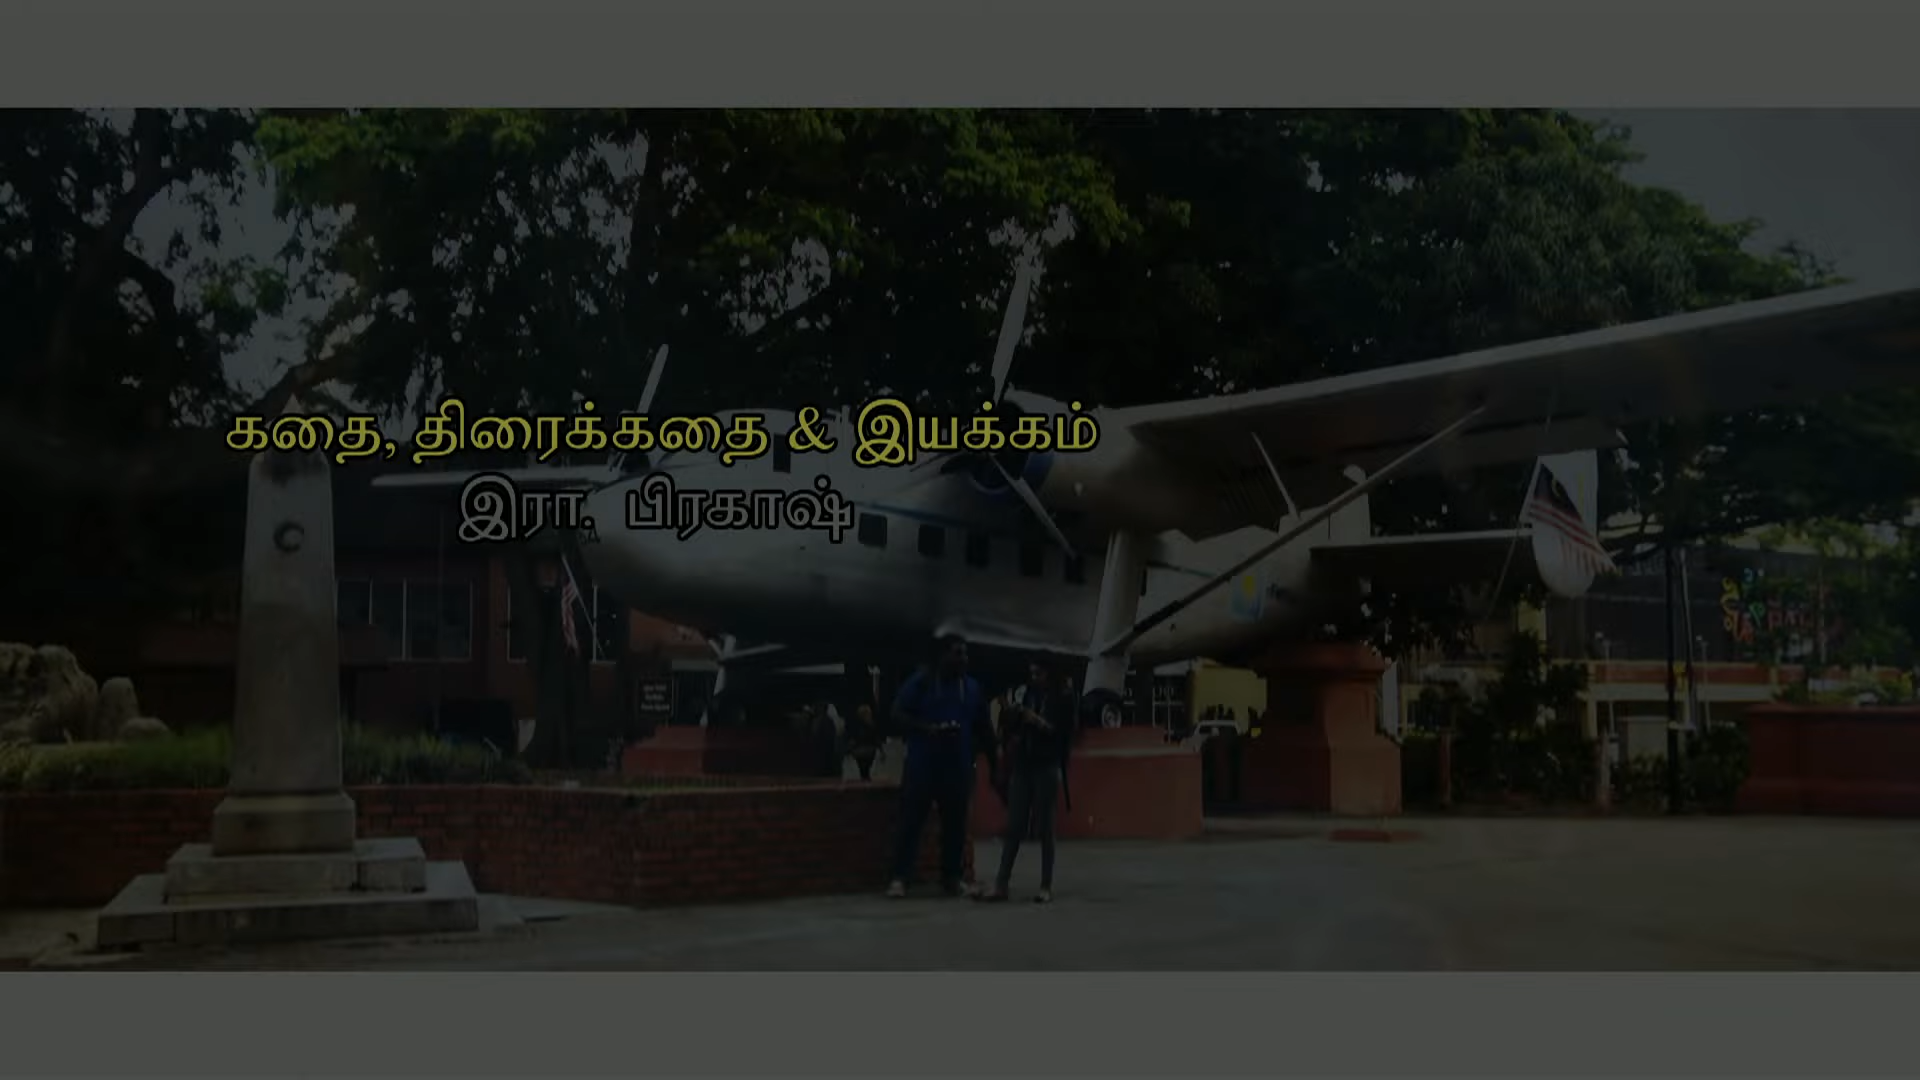 கதை, திரைக்கதை & இயக்கம்
இரா. பிரகாஷ்